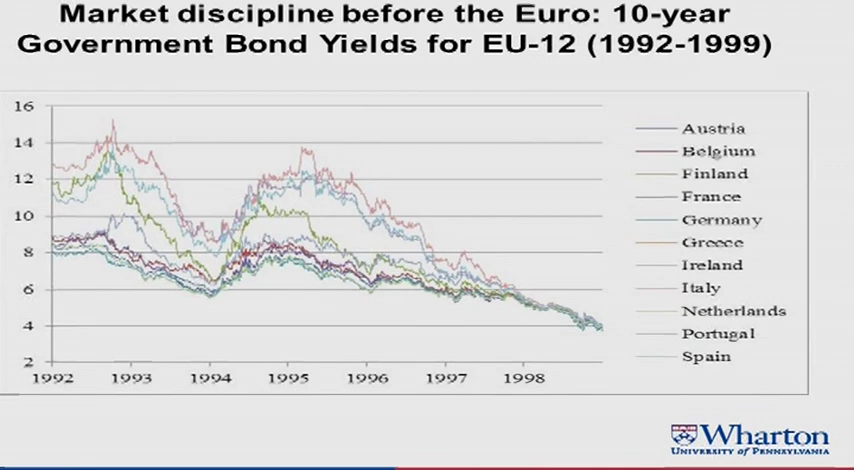 Market discipline before the Euro: 10-year
Government Bond Yields for EU-12 (1992-1999)
16
14
12
10
8
6
4
2
1992 1993 1994 1995 1996 1997 1998
Austria
Belgium
Finland
France
Germany
Greece
Ireland
Italy
Netherlands
Portugal
Spain
Wharton
UNIVERSITY OF PENNSYLVANIA